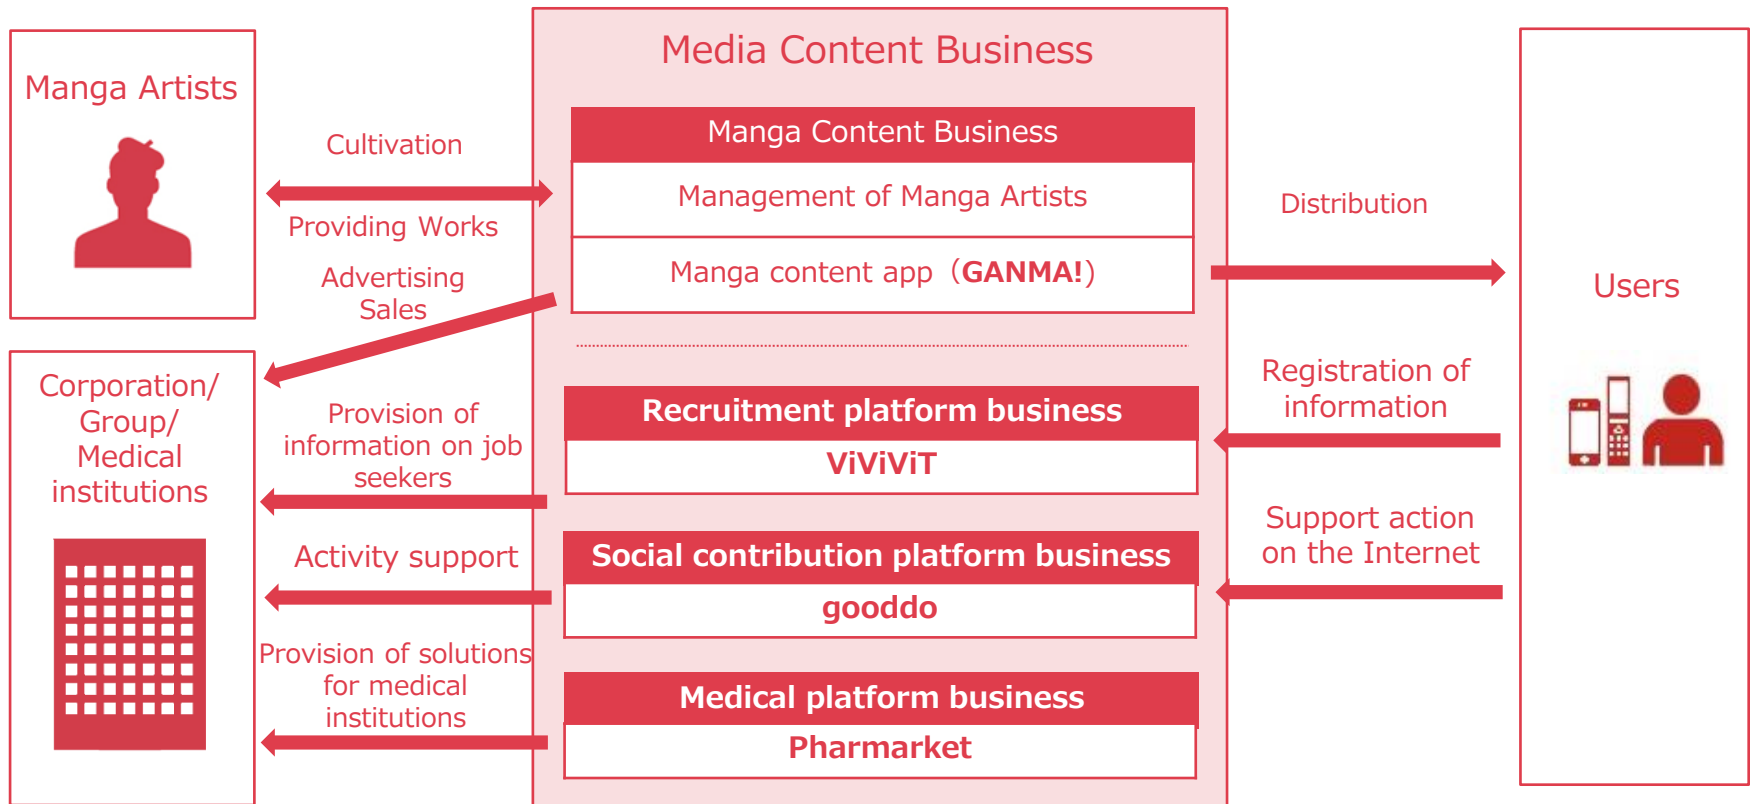 Media Content Business
Manga Artists
Cultivation
Providing Works
Advertising
Sales
Corporation/
Group/
Medical
institutions
Provision of
information on job
seekers
Activity support
Provision of solutions
for medical
institutions
Manga Content Business
Management of Manga Artists
Manga content app（GANMA!）
Recruitment platform business
ViViViT
Social contribution platform business
gooddo
Medical platform business
Pharmarket
Distribution
Registration of
information
Support action
on the Internet
Users